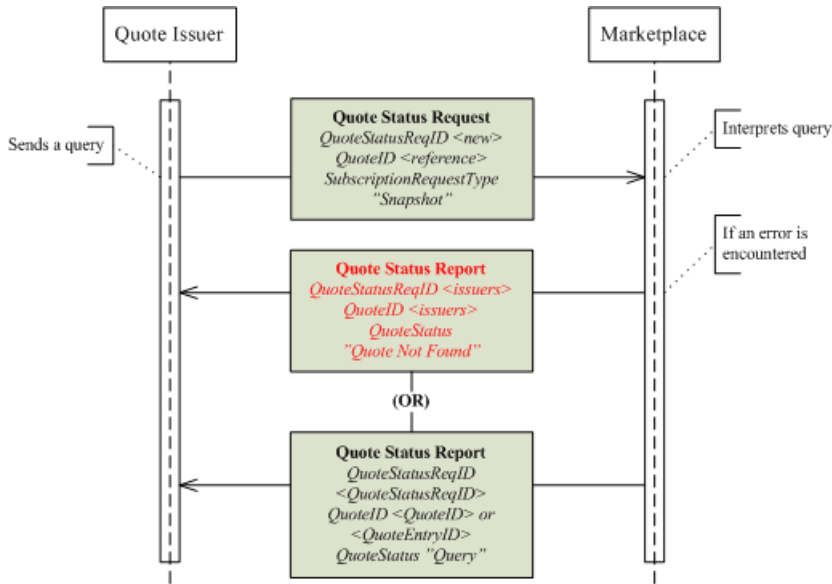 Quote Issuer
Marketplace
Sends a query
Quote Status Request
QuoteStatusReqID <new>
QuoteID <reference>
SubscriptionRequestType
"Snapshot"
Interprets query
If an error is
encountered
Quote Status Report
QuoteStatusReqID <issuers>
QuoteID <issuers>
QuoteStatus
"Quote Not Found"
(OR)
Quote Status Report
QuoteStatusReqID
<QuoteStatusReqID>
QuoteID <QuoteID> or
<QuoteEntryID>
QuoteStatus "Query"